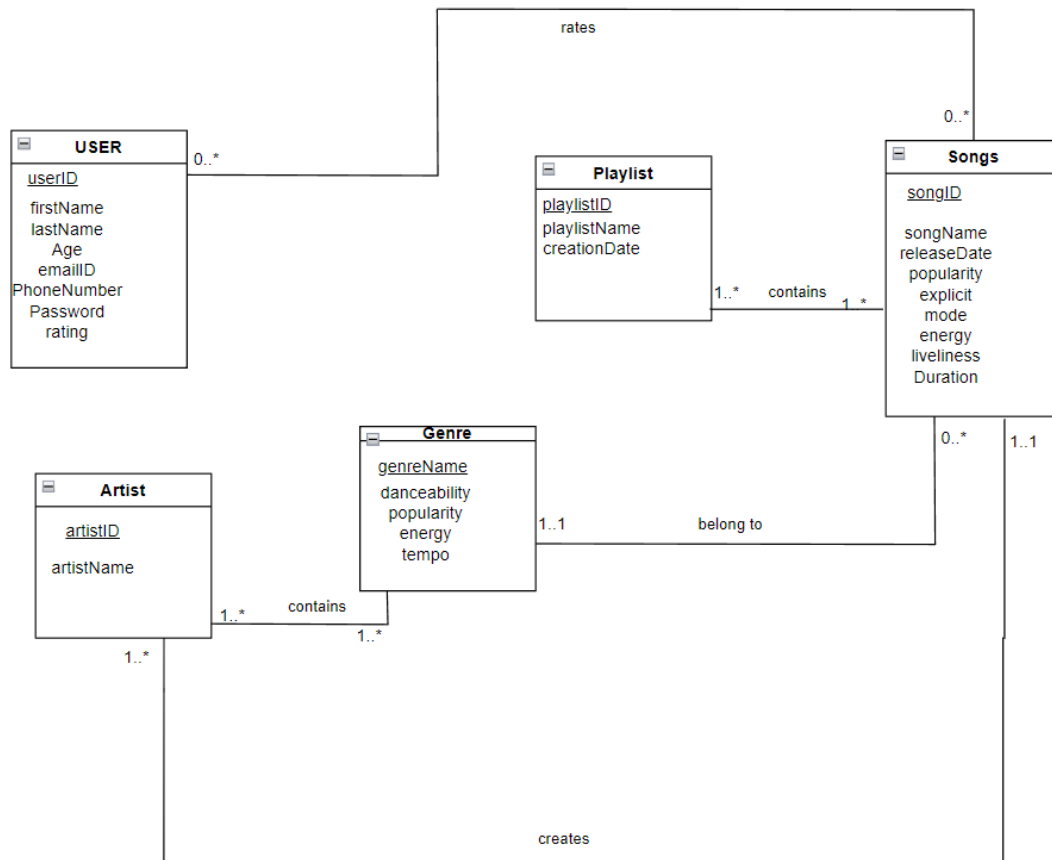 rates
0..*
0..*
USER
userID
firstName
lastName
Age
emailID
PhoneNumber
Password
rating
Playlist
playlistID
playlistName
creationDate
Songs
songID
songName
releaseDate
popularity
explicit
mode
energy
liveliness
Duration
1..*
contains
1..*
Genre
genreName
danceability
popularity
energy
tempo
0..*
1..1
1..1
belong to
Artist
artistID
artistName
1..*
contains
1..*
1..*
creates